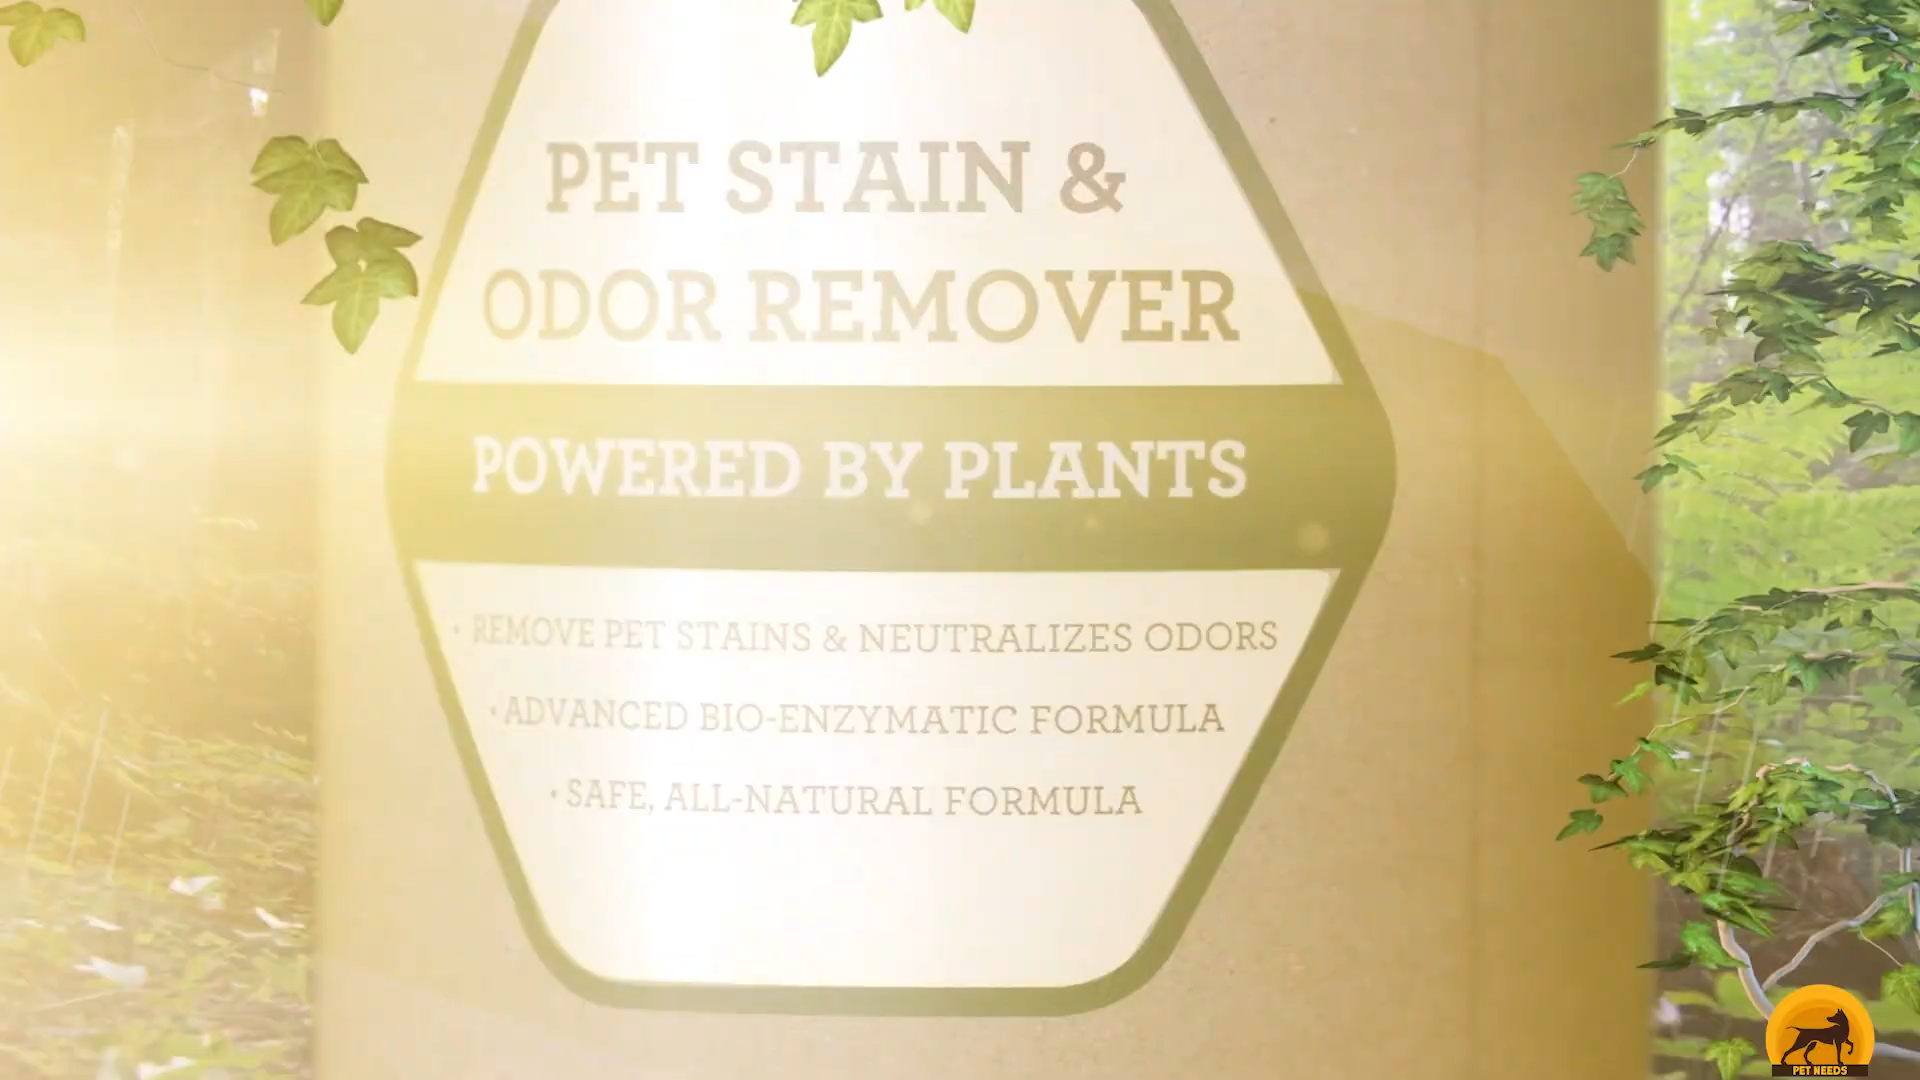 PET STAIN &
ODOR REMOVER
POWERED BY PLANTS
· REMOVE PET STAINS & NEUTRALIZES ODORS
· ADVANCED BIO-ENZYMATIC FORMULA
· SAFE, ALL-NATURAL FORMULA
PET NEEDS